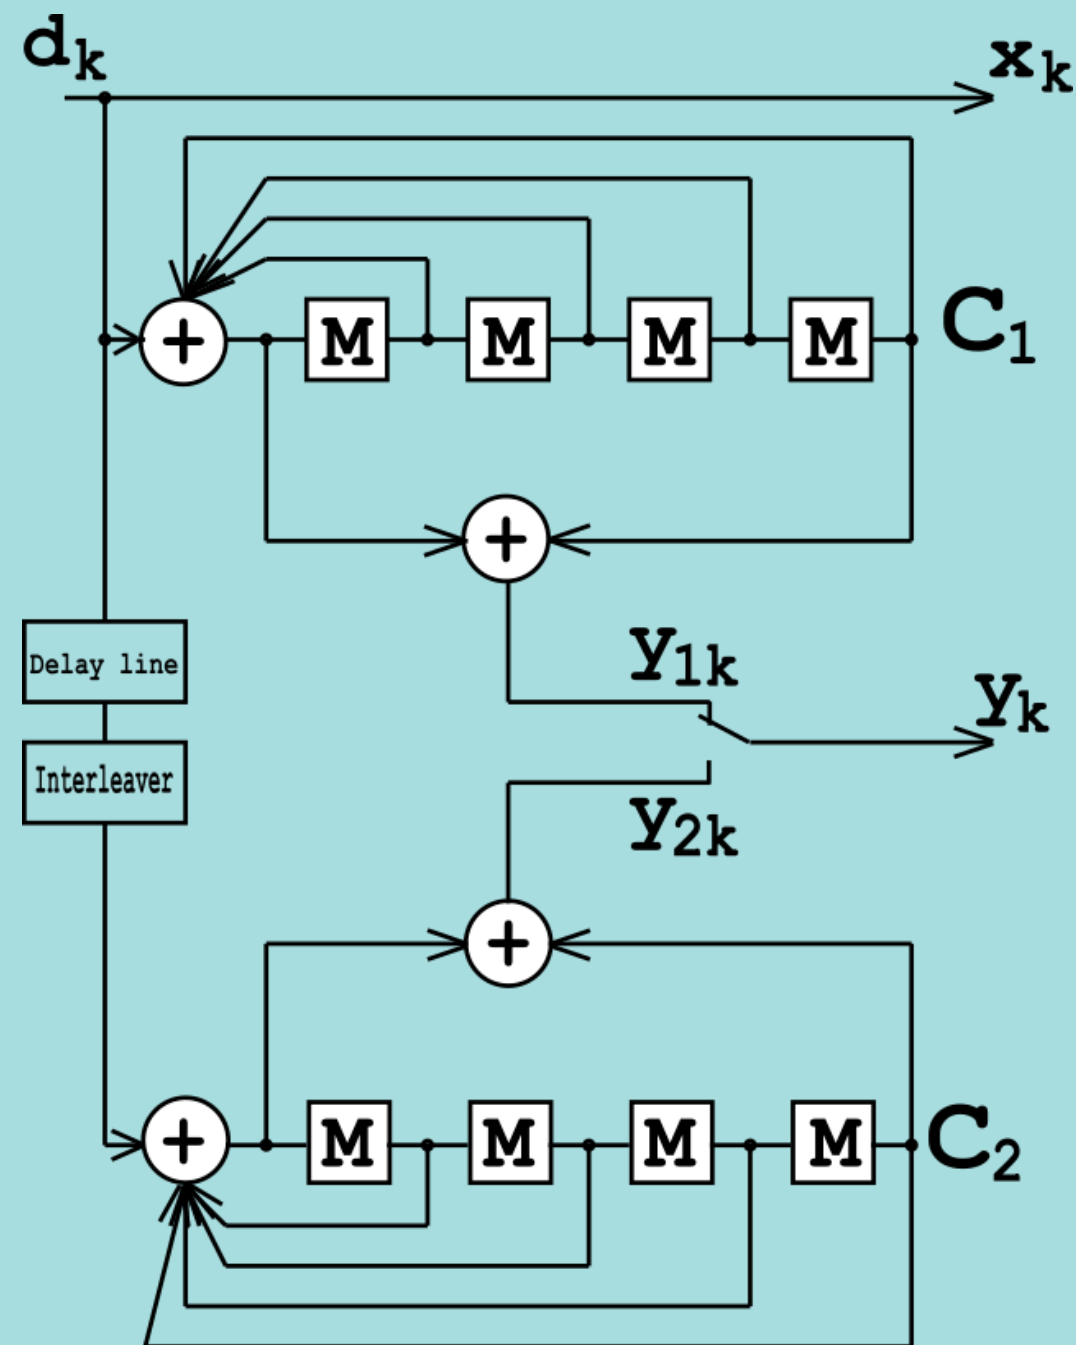 dk
xk
+ M M M M C1
+
y1k
Delay line
yk
Interleaver
y2k
+
+ M M M M C2